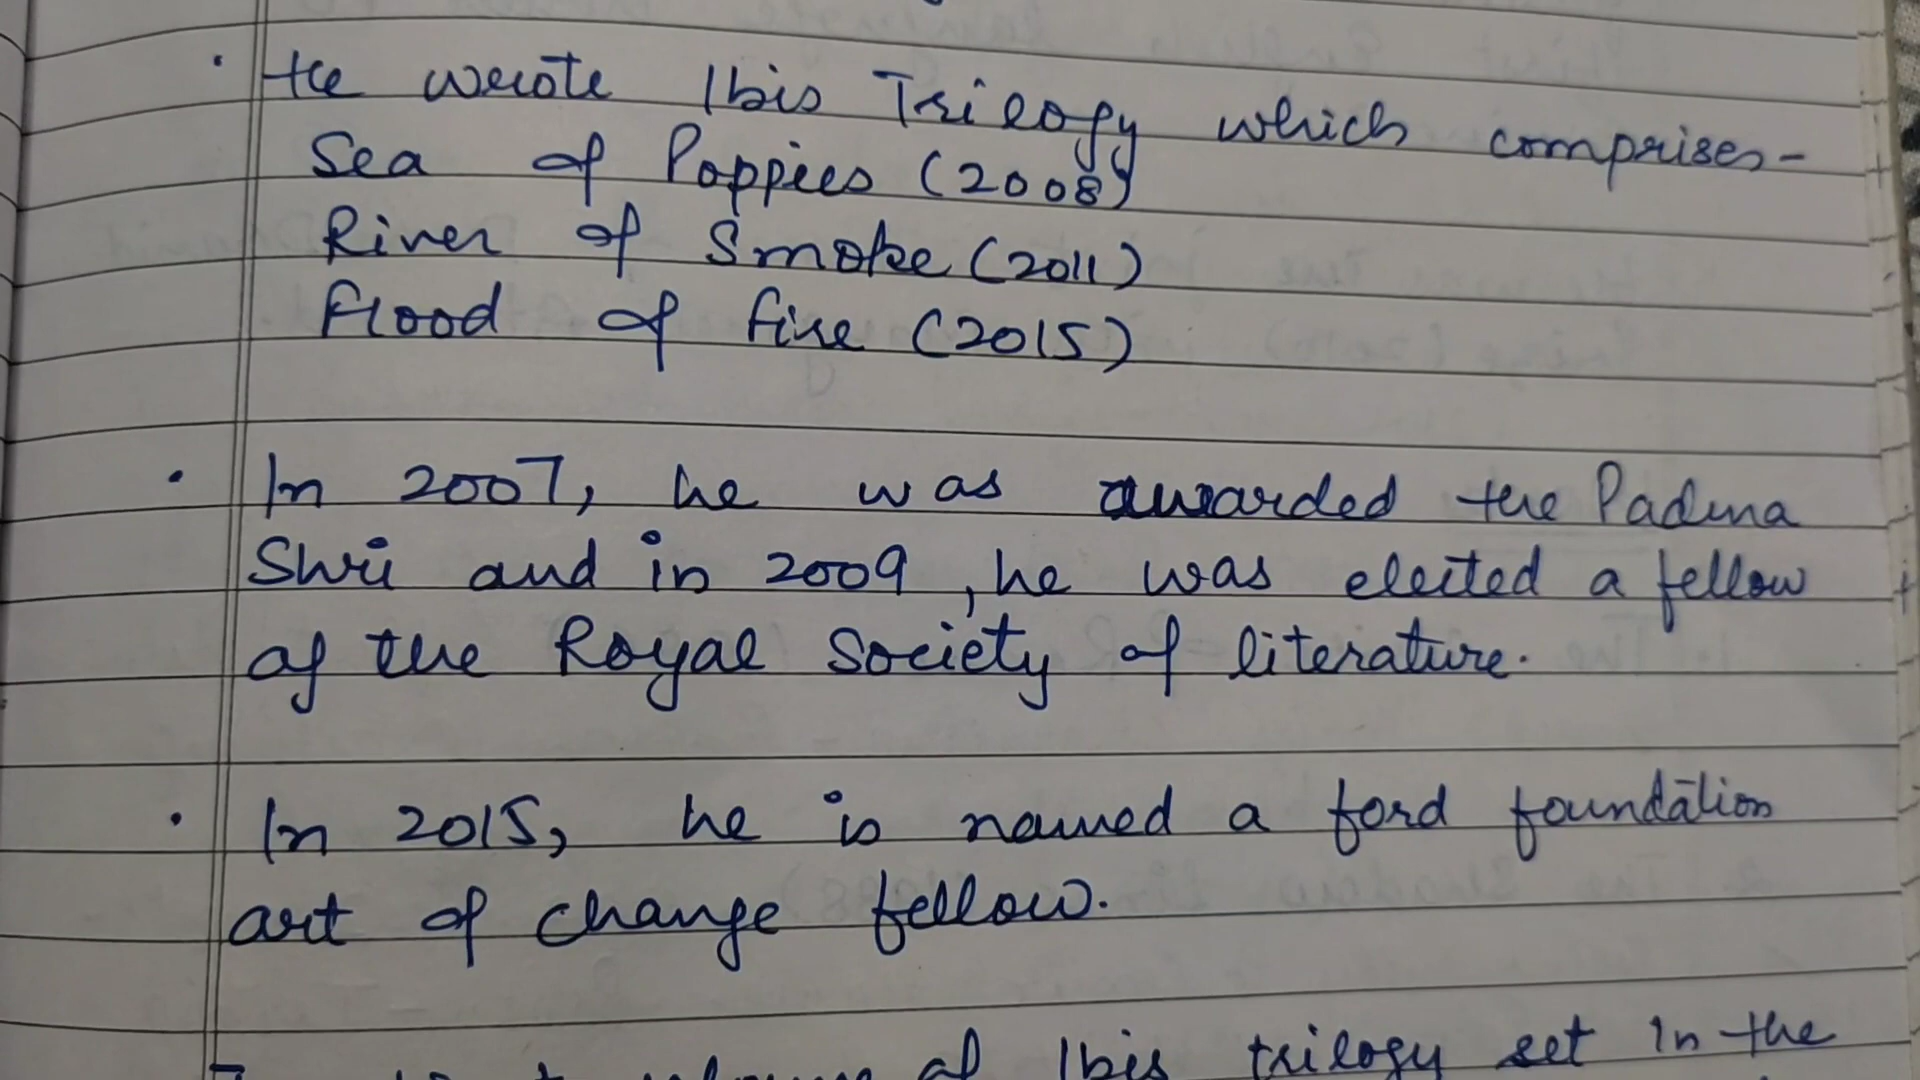 · He wrote Ibis Trilogy which comprises-
Sea of Poppies (2008)
River of Smoke (2011)
Flood of fire (2015)
· In 2007, he was awarded the Padma
Shri and in 2009, he was elected a fellow
of the Royal Society of literature.
· In 2015, he is named a ford foundation
art of change fellow.
of Ibis trilogy set in the